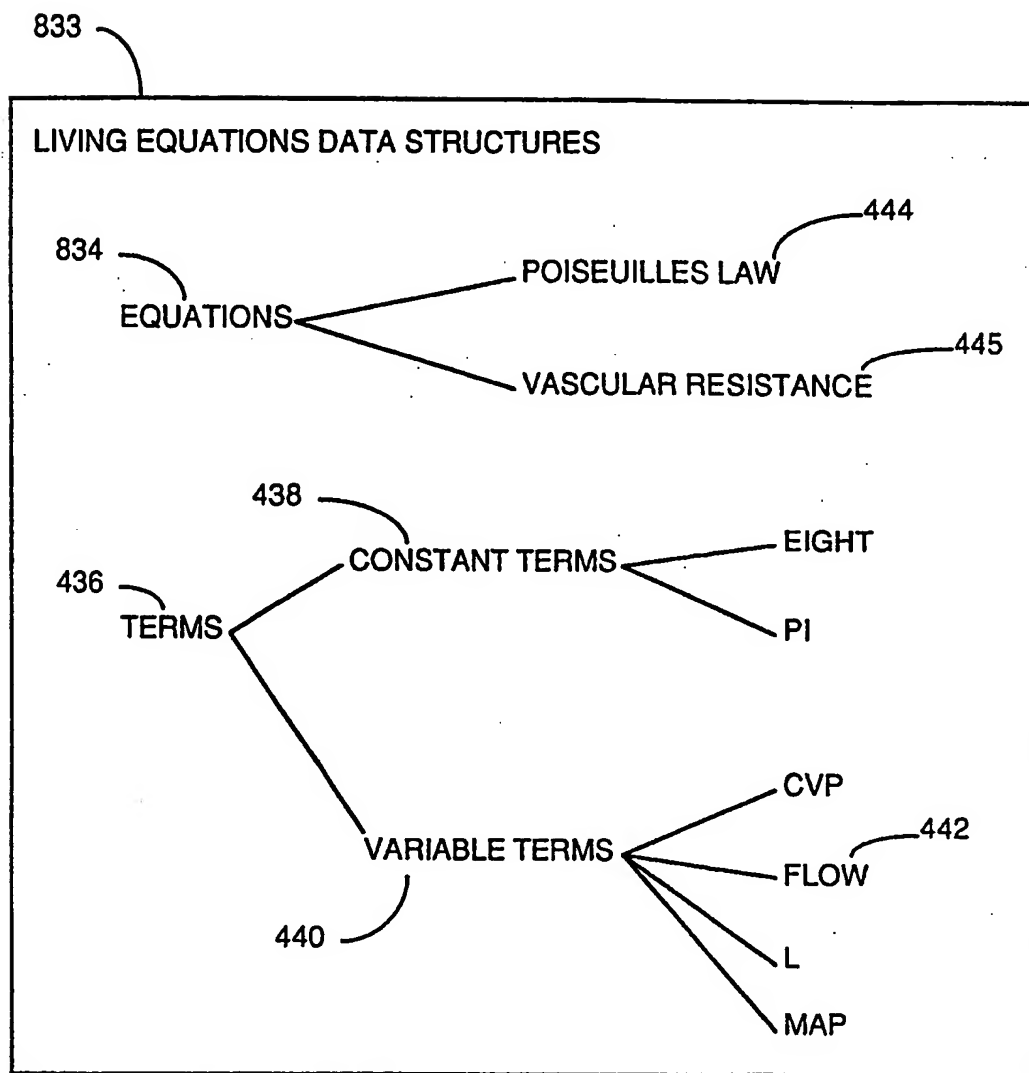 833
LIVING EQUATIONS DATA STRUCTURES
444
834
POISEUILLES LAW
EQUATIONS
445
VASCULAR RESISTANCE
438
EIGHT
CONSTANT TERMS
436
TERMS
PI
CVP
442
VARIABLE TERMS
FLOW
440
L
MAP